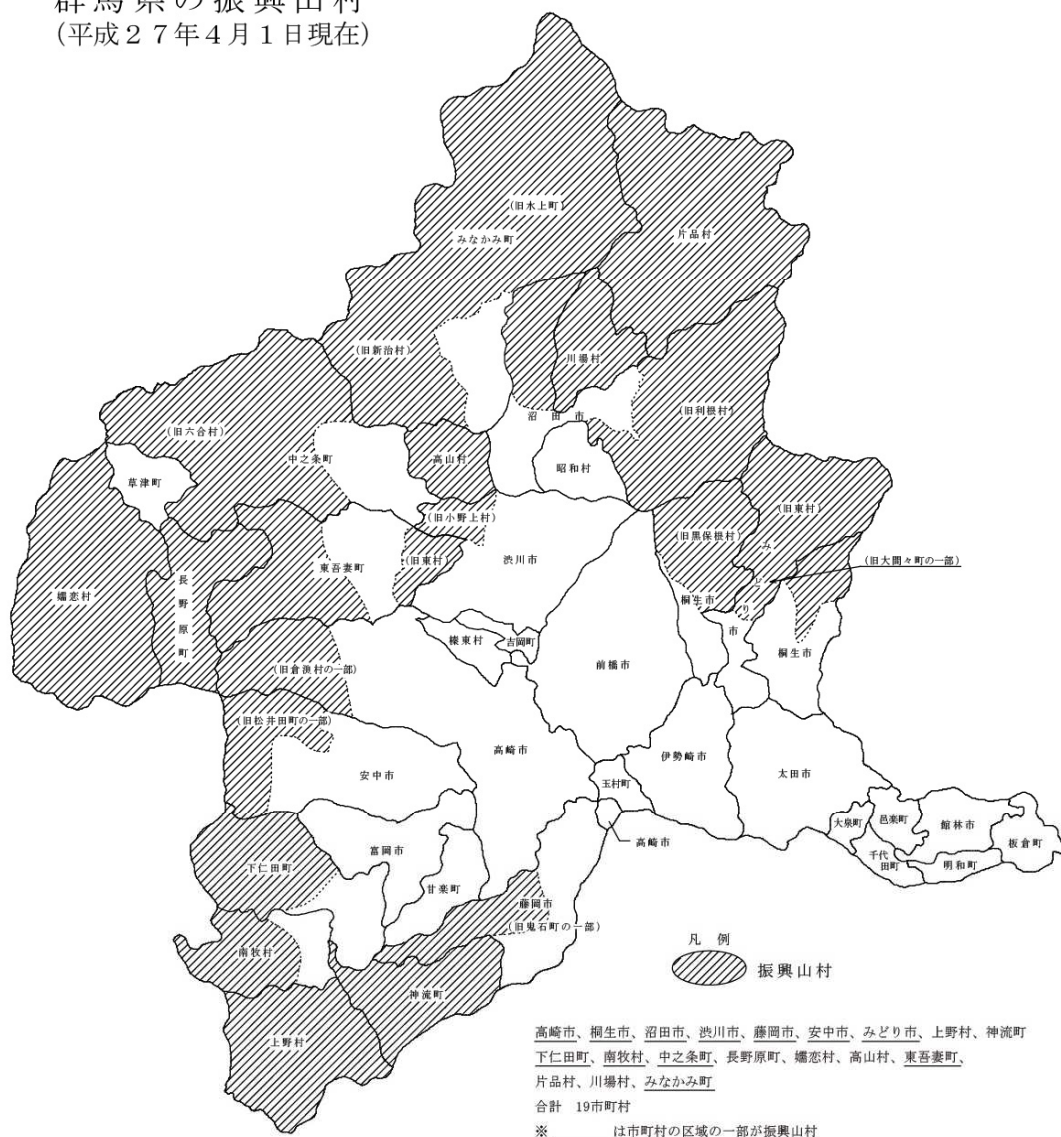 群馬県の振興山村
(平成27年4月1日現在)
(旧水上町)
みなかみ町
片品村
(旧新治村)
川場村
(旧利根村)
沼田市
(旧六合村)
中之条町
高山村
昭和村
草津町
(旧小野上村)
(旧東村)
(旧黒保根村)
(旧東村)
(旧大間々町の一部)
渋川市
東吾妻町
長野原町
嬬恋村
みどり市
桐生市
桐生市
榛東村
吉岡町
前橋市
(旧倉渕村の一部)
(旧松井田町の一部)
高崎市
安中市
伊勢崎市
太田市
玉村町
高崎市
大泉町
邑楽町
館林市
板倉町
千代田町
明和町
富岡市
下仁田町
甘楽町
藤岡市
(旧鬼石町の一部)
南牧村
神流町
上野村
凡例
振興山村
高崎市、桐生市、沼田市、渋川市、藤岡市、安中市、みどり市、上野村、神流町
下仁田町、南牧村、中之条町、長野原町、嬬恋村、高山村、東吾妻町、
片品村、川場村、みなかみ町
合計 19市町村
※ は市町村の区域の一部が振興山村